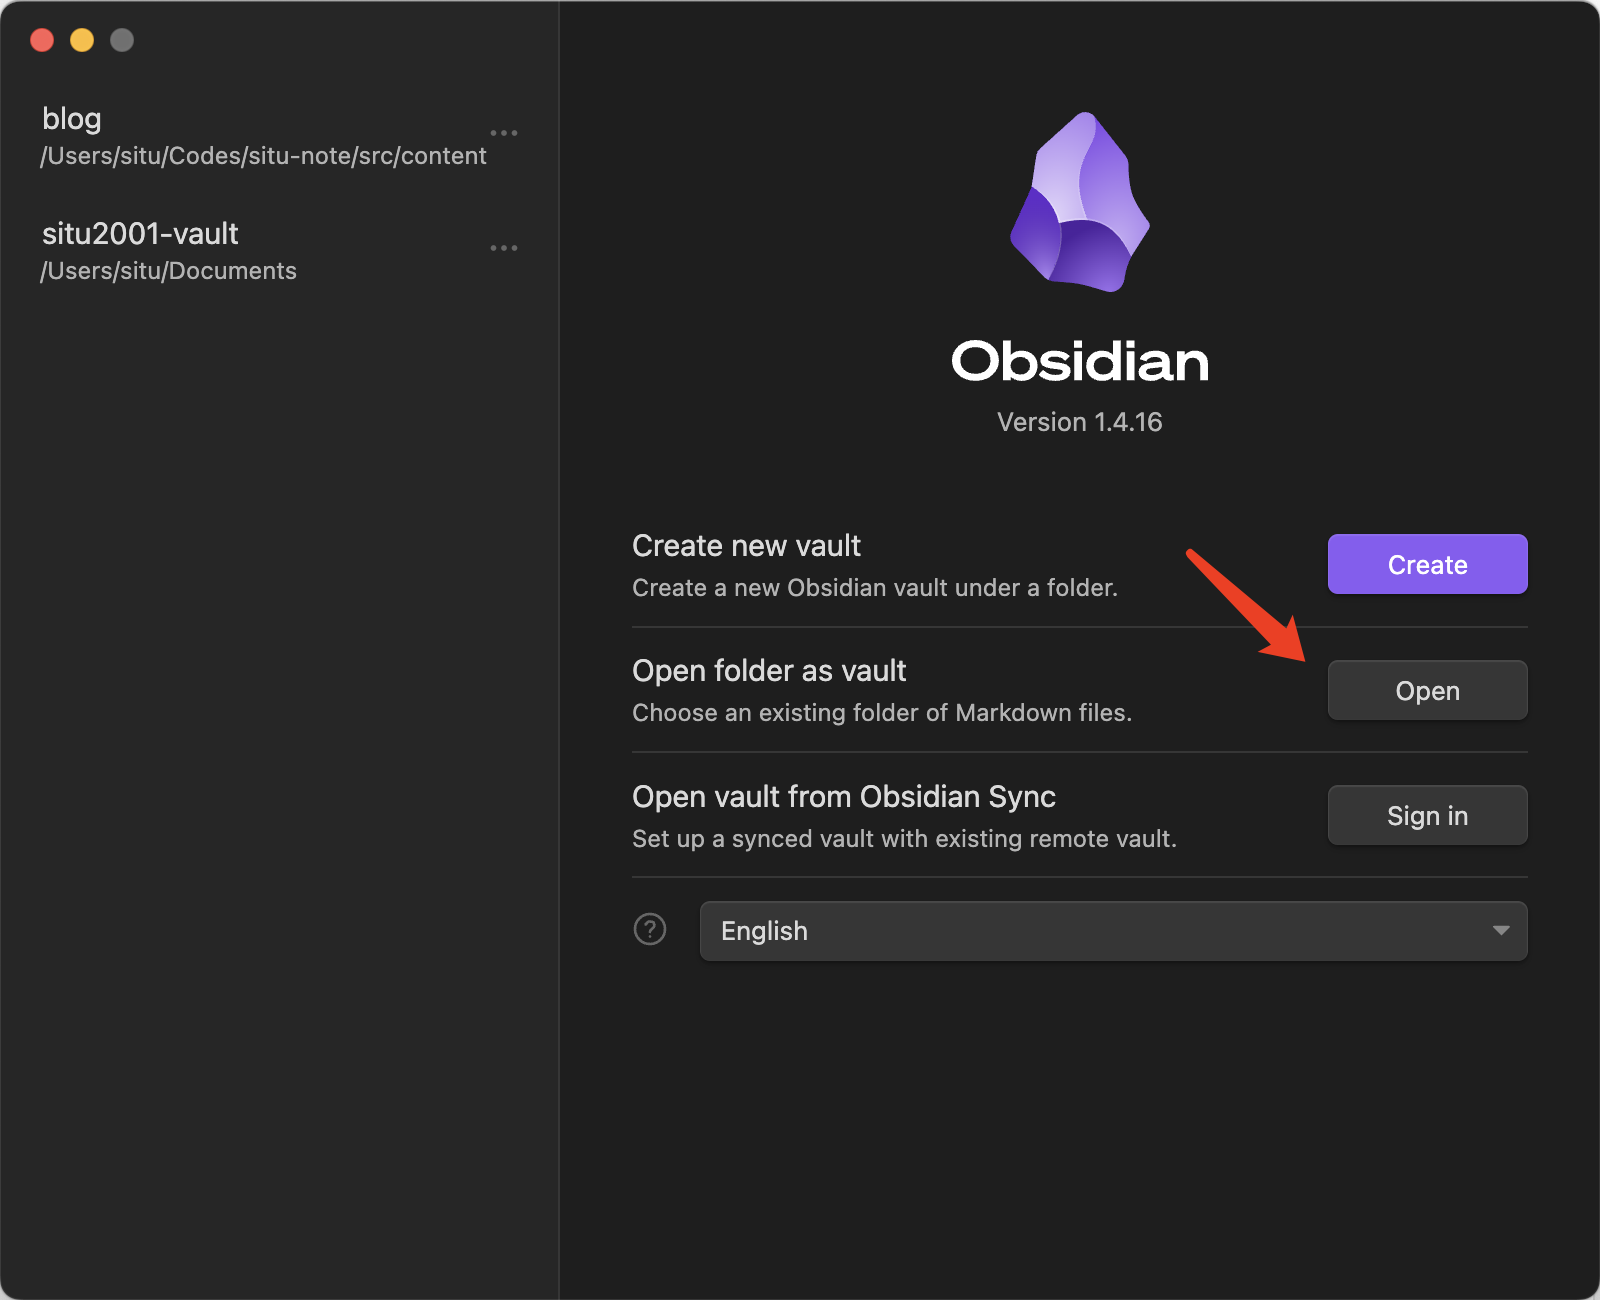 blog
/Users/situ/Codes/situ-note/src/content
situ2001-vault
/Users/situ/Documents
Obsidian
Version 1.4.16
Create new vault
Create a new Obsidian vault under a folder.
Create
Open folder as vault
Choose an existing folder of Markdown files.
Open
Open vault from Obsidian Sync
Set up a synced vault with existing remote vault.
Sign in
English